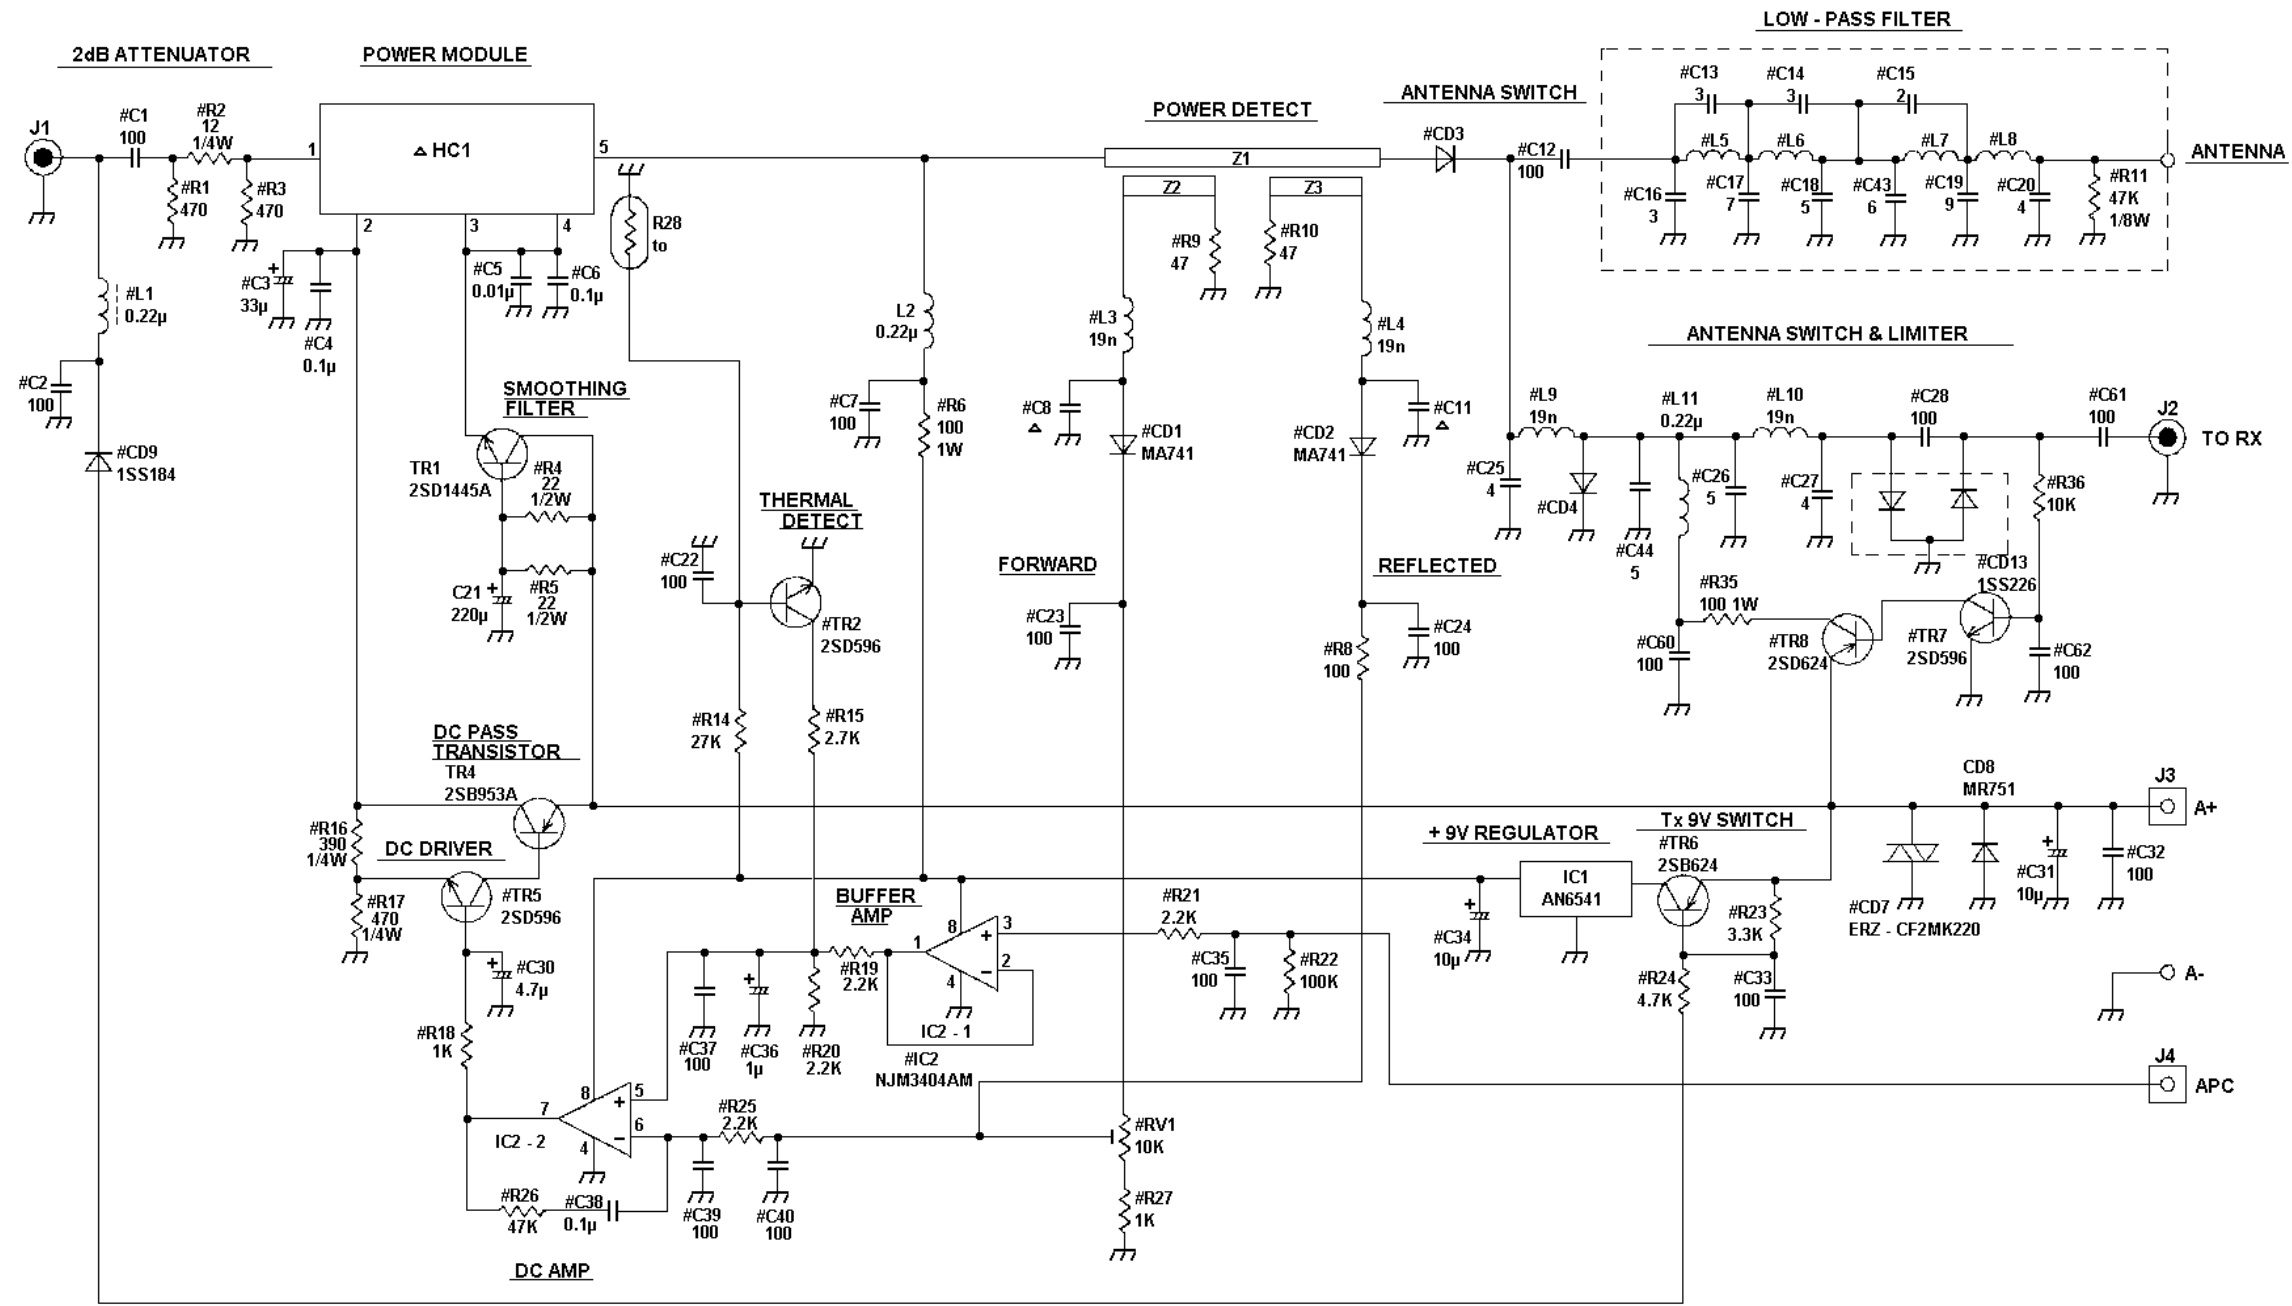 LOW - PASS FILTER
2dB ATTENUATOR
POWER MODULE
ANTENNA SWITCH
POWER DETECT
J1
#C1
100
#R2
12
1/4W
#R1
470
#R3
470
1
△ HC1
5
2
3
4
R28
to
Z1
Z2
Z3
#R9
47
#R10
47
#CD3
#C12
100
#C13
3
#C14
3
#C15
2
#L5
#L6
#L7
#L8
#C16
3
#C17
7
#C18
5
#C43
6
#C19
9
#C20
4
#R11
47K
1/8W
ANTENNA
#L1
0.22µ
#C2
100
#CD9
1SS184
+
#C3
33µ
#C4
0.1µ
#C5
0.01µ
#C6
0.1µ
SMOOTHING
FILTER
TR1
2SD1445A
#R4
22
1/2W
#R5
22
1/2W
C21
+
220µ
L2
0.22µ
#C7
100
#R6
100
1W
#L3
19n
#L4
19n
#C8
△
#C11
△
#CD1
MA741
#CD2
MA741
ANTENNA SWITCH & LIMITER
#L9
19n
#L11
0.22µ
#L10
19n
#C28
100
#C61
100
J2
TO RX
#C25
4
#CD4
#C44
5
#C26
5
#C27
4
#R36
10K
#CD13
1SS226
THERMAL
DETECT
#C22
100
#TR2
2SD596
FORWARD
REFLECTED
#C23
100
#C24
100
#R8
100
#R35
100 1W
#C60
100
#TR8
2SD624
#TR7
2SD596
#C62
100
#R14
27K
#R15
2.7K
DC PASS
TRANSISTOR
TR4
2SB953A
#R16
390
1/4W
DC DRIVER
#R17
470
1/4W
#TR5
2SD596
+
#C30
4.7µ
#R18
1K
+ 9V REGULATOR
Tx 9V SWITCH
#TR6
2SB624
IC1
AN6541
CD8
MR751
J3
A+
#R23
3.3K
#CD7
ERZ - CF2MK220
+
#C31
10µ
#C32
100
BUFFER
AMP
8
1
+
3
-
2
4
IC2 - 1
#IC2
NJM3404AM
#R19
2.2K
#R21
2.2K
#C35
100
#R22
100K
+
#C34
10µ
#R24
4.7K
#C33
100
A-
#C37
100
+
#C36
1µ
#R20
2.2K
J4
APC
8
5
+
7
6
-
4
IC2 - 2
#R25
2.2K
#RV1
10K
#R26
47K
#C38
0.1µ
#C39
100
#C40
100
#R27
1K
DC AMP